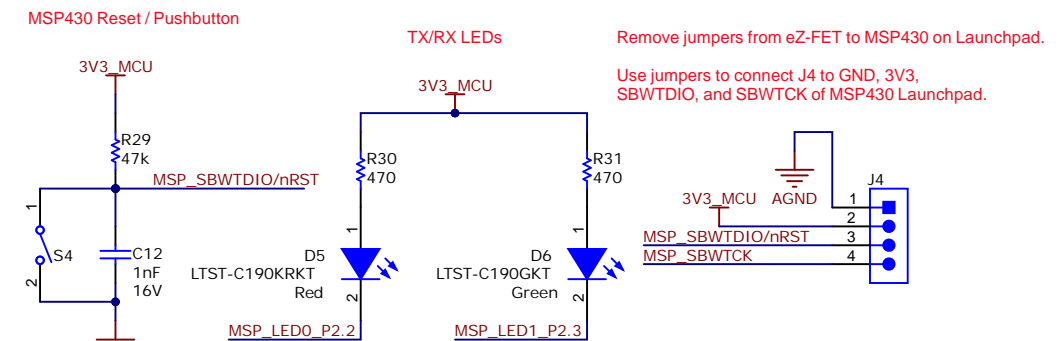 MSP430 Reset / Pushbutton
3V3_MCU
R29
47k
MSP_SBWTDIO/nRST
1
S4
2
C12
1nF
16V
TX/RX LEDs
3V3_MCU
R30
470
R31
470
1
D5
LTST-C190KRKT
Red
2
MSP_LED0_P2.2
1
D6
LTST-C190GKT
Green
2
MSP_LED1_P2.3
Remove jumpers from eZ-FET to MSP430 on Launchpad.
Use jumpers to connect J4 to GND, 3V3,
SBWTDIO, and SBWTCK of MSP430 Launchpad.
J4
3V3_MCU
AGND
1
2
MSP_SBWTDIO/nRST
3
MSP_SBWTCK
4